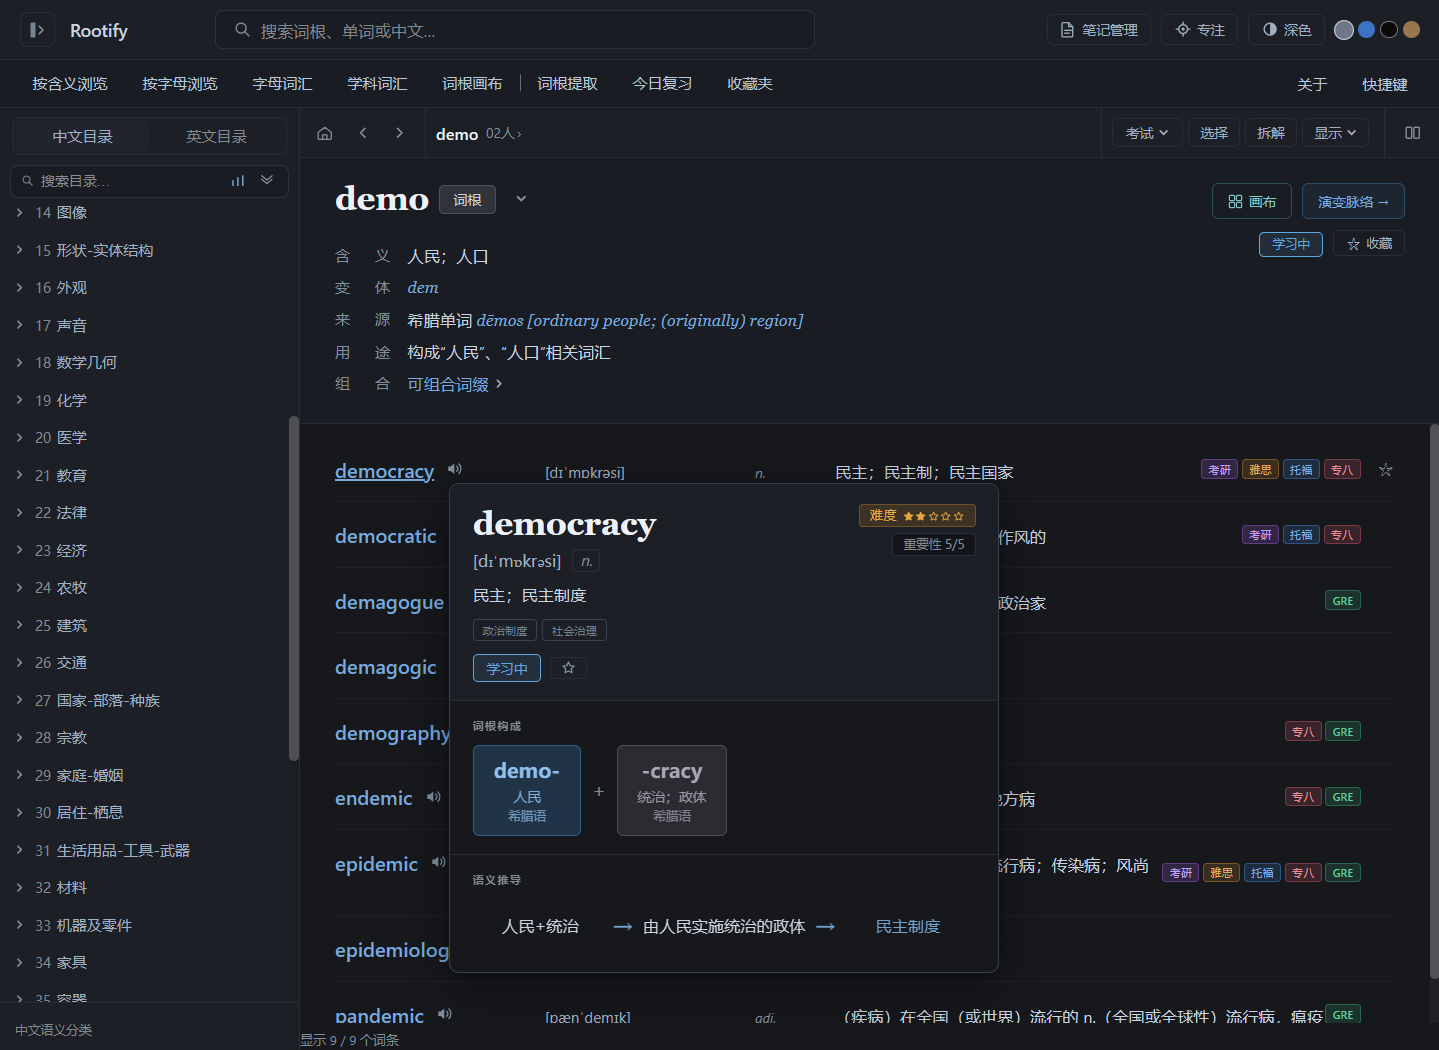 Rootify
搜索词根、单词或中文...
笔记管理
专注
深色
按含义浏览 按字母浏览 字母词汇 学科词汇 词根画布 | 词根提取 今日复习 收藏夹 关于 快捷键
中文目录 英文目录
搜索目录...
14 图像
15 形状-实体结构
16 外观
17 声音
18 数学几何
19 化学
20 医学
21 教育
22 法律
23 经济
24 农牧
25 建筑
26 交通
27 国家-部落-种族
28 宗教
29 家庭-婚姻
30 居住-栖息
31 生活用品-工具-武器
32 材料
33 机器及零件
34 家具
35 容器
中文语义分类
demo 02人 ›
考试 选择 拆解 显示
demo 词根
画布 演变脉络 →
学习中 ☆ 收藏
含 义 人民；人口
变 体 dem
来 源 希腊单词 dēmos [ordinary people; (originally) region]
用 途 构成“人民”、“人口”相关词汇
组 合 可组合词缀 ›
democracy [dɪˈmɒkrəsi] n. 民主；民主制；民主国家 考研 雅思 托福 专八 ☆
democratic 作风的 考研 托福 专八
demagogue 政治家 GRE
demagogic
demography 专八 GRE
endemic 方病 专八 GRE
epidemic 行病；传染病；风尚 考研 雅思 托福 专八 GRE
epidemiolog
pandemic [pænˈdemɪk] adj. （疾病）在全国（或世界）流行的 n.（全国或全球性）流行病，瘟疫 GRE
显示 9 / 9 个词条
democracy
难度 ★★☆☆☆
[dɪˈmɒkrəsi] n.
重要性 5/5
民主；民主制度
政治制度 社会治理
学习中 ☆
词根构成
demo-
人民
希腊语
+
-cracy
统治；政体
希腊语
语义推导
人民+统治 → 由人民实施统治的政体 → 民主制度